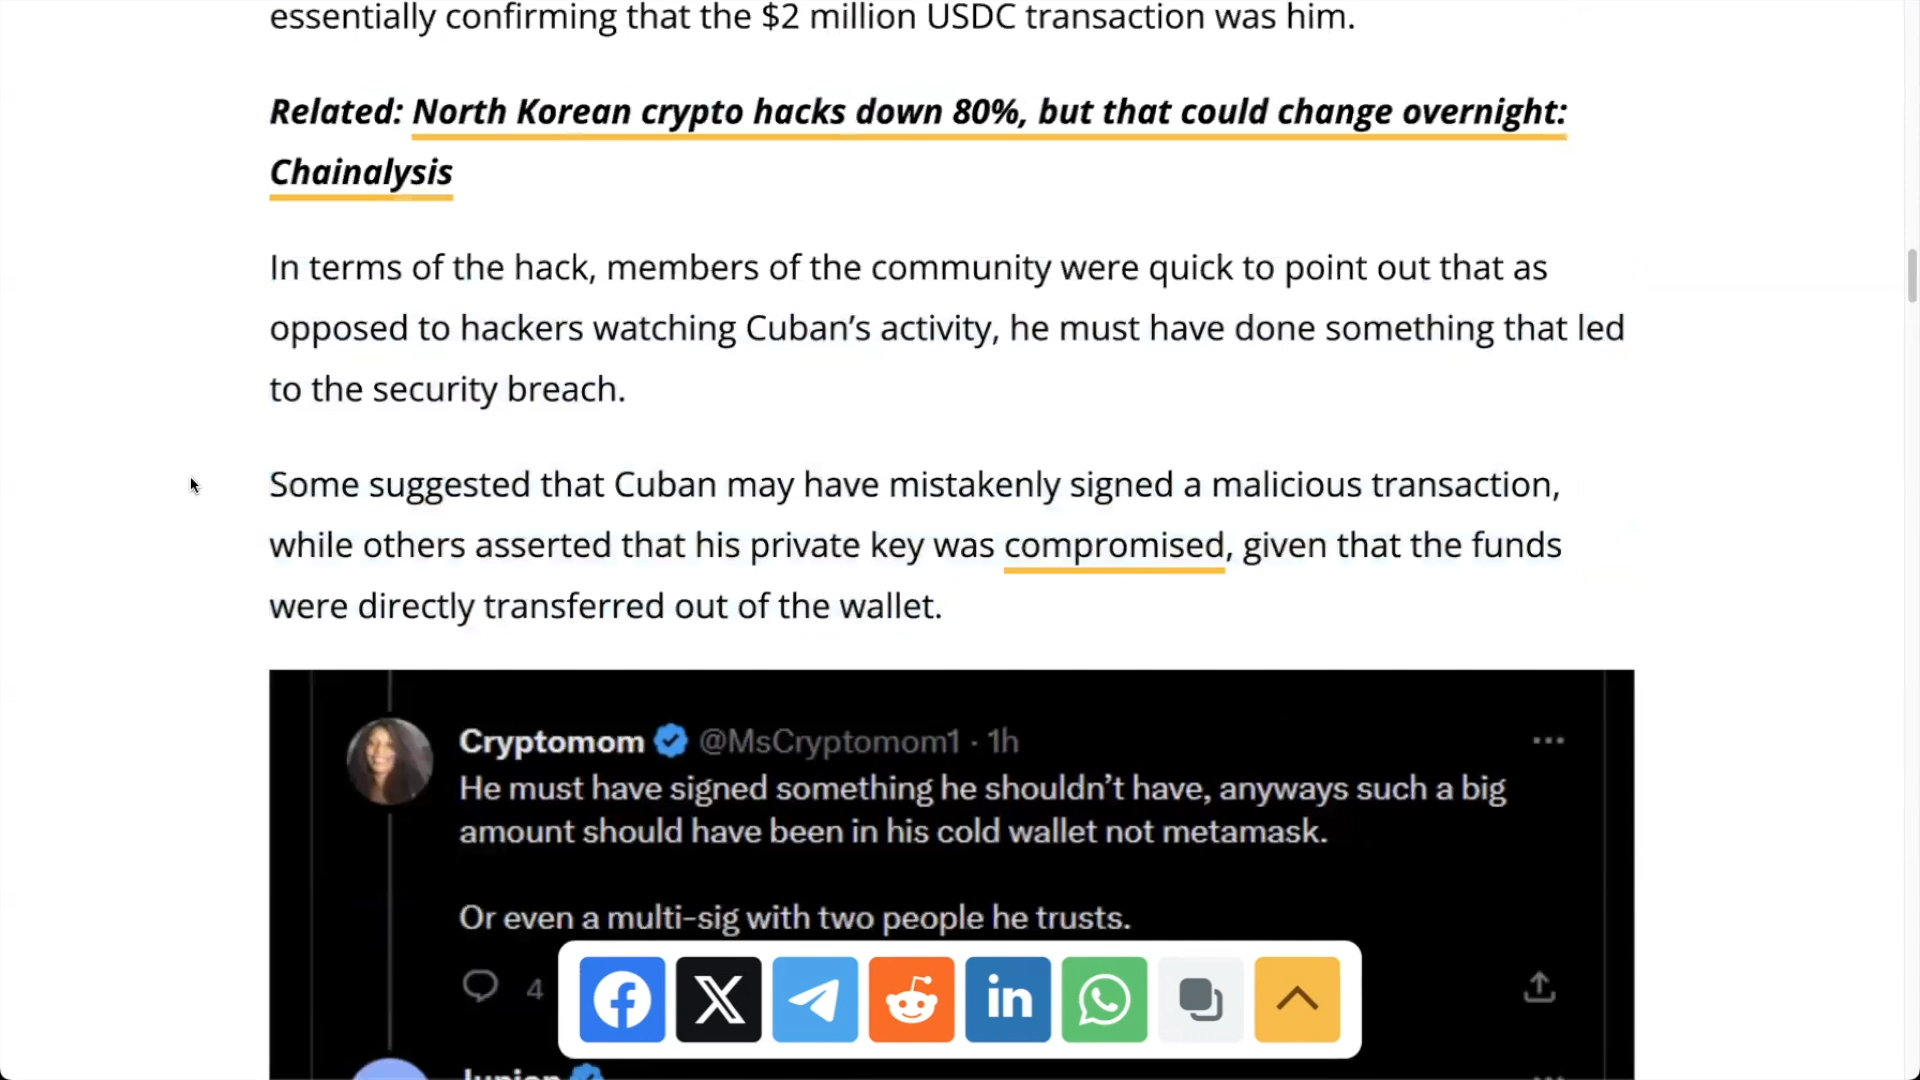 essentially confirming that the $2 million USDC transaction was him.
Related: North Korean crypto hacks down 80%, but that could change overnight:
Chainalysis
In terms of the hack, members of the community were quick to point out that as
opposed to hackers watching Cuban’s activity, he must have done something that led
to the security breach.
Some suggested that Cuban may have mistakenly signed a malicious transaction,
while others asserted that his private key was compromised, given that the funds
were directly transferred out of the wallet.
Cryptomom @MsCryptomom1 · 1h
He must have signed something he shouldn’t have, anyways such a big
amount should have been in his cold wallet not metamask.
Or even a multi-sig with two people he trusts.
4